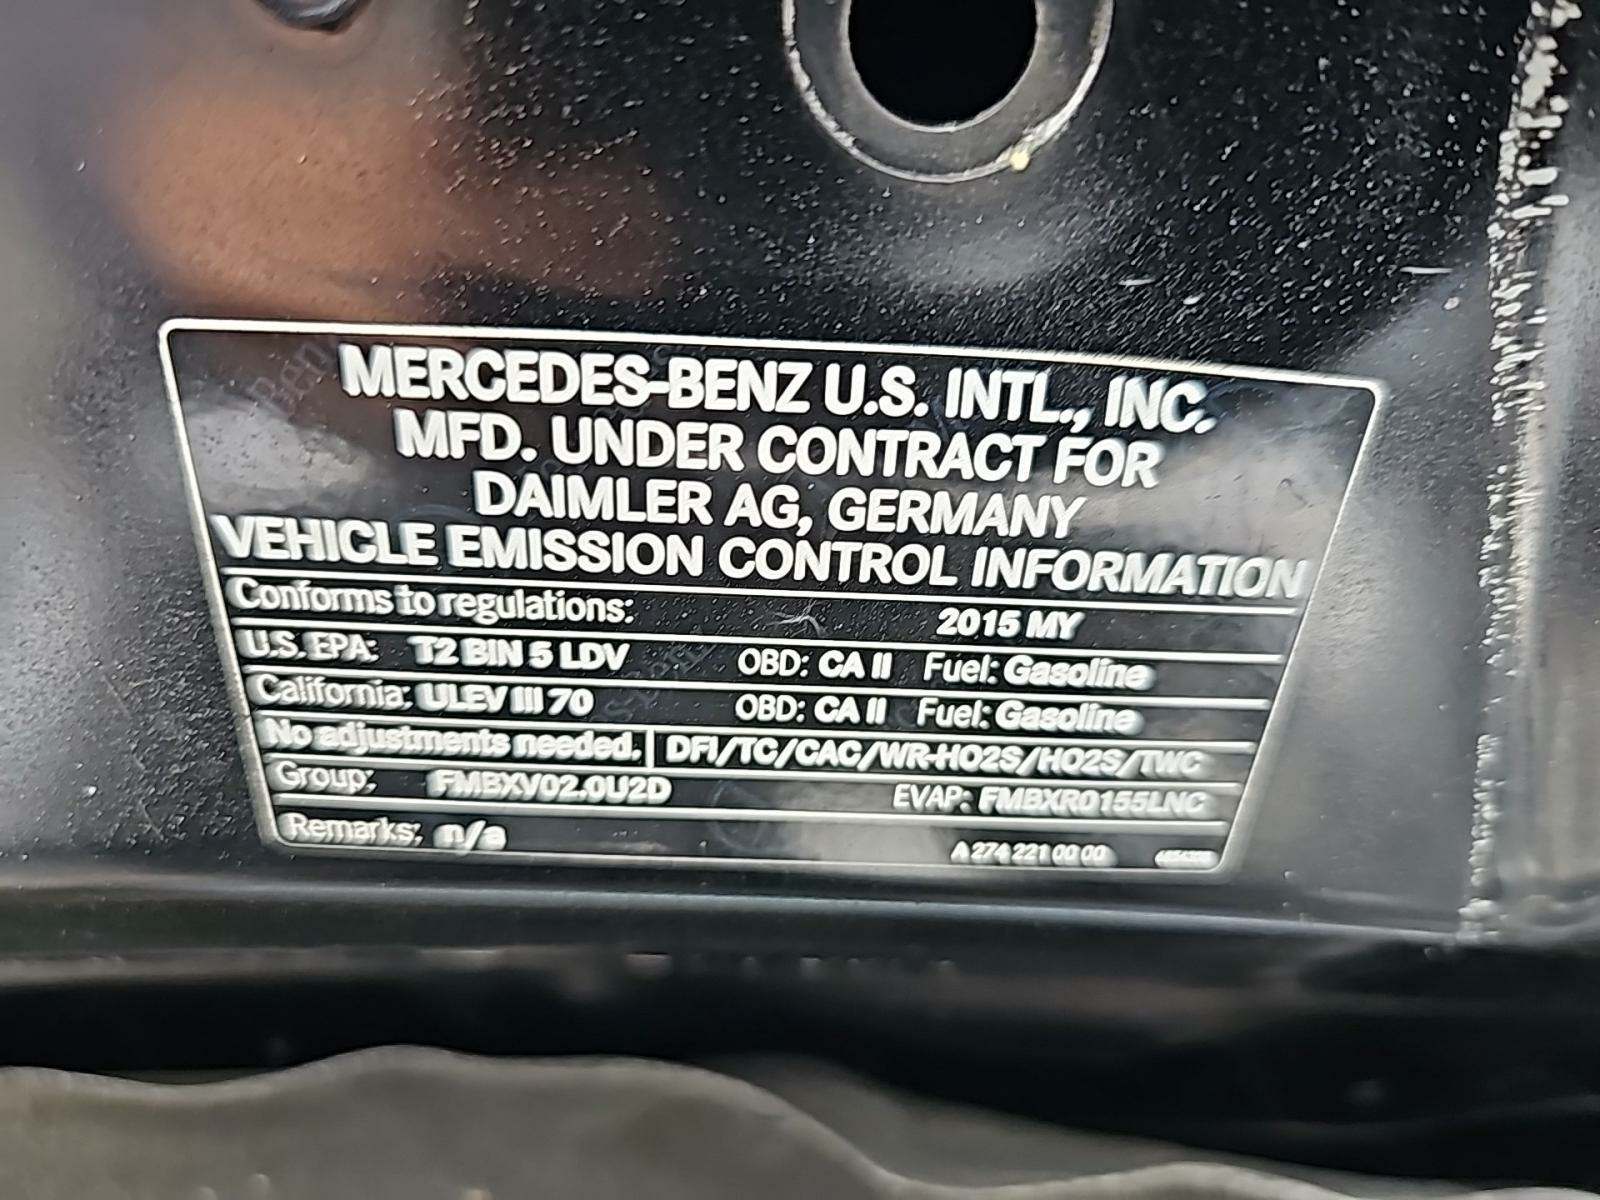 MERCEDES-BENZ U.S. INTL., INC.
MFD. UNDER CONTRACT FOR
DAIMLER AG, GERMANY
VEHICLE EMISSION CONTROL INFORMATION
Conforms to regulations: 2015 MY
U.S. EPA: T2 BIN 5 LDV OBD: CA II Fuel: Gasoline
California: ULEV III 70 OBD: CA II Fuel: Gasoline
No adjustments needed. DFI/TC/CAC/WR-HO2S/HO2S/TWC
Group: FMBXV02.0U2D EVAP: FMBXR0155LNC
Remarks: n/a A 274 221 00 00